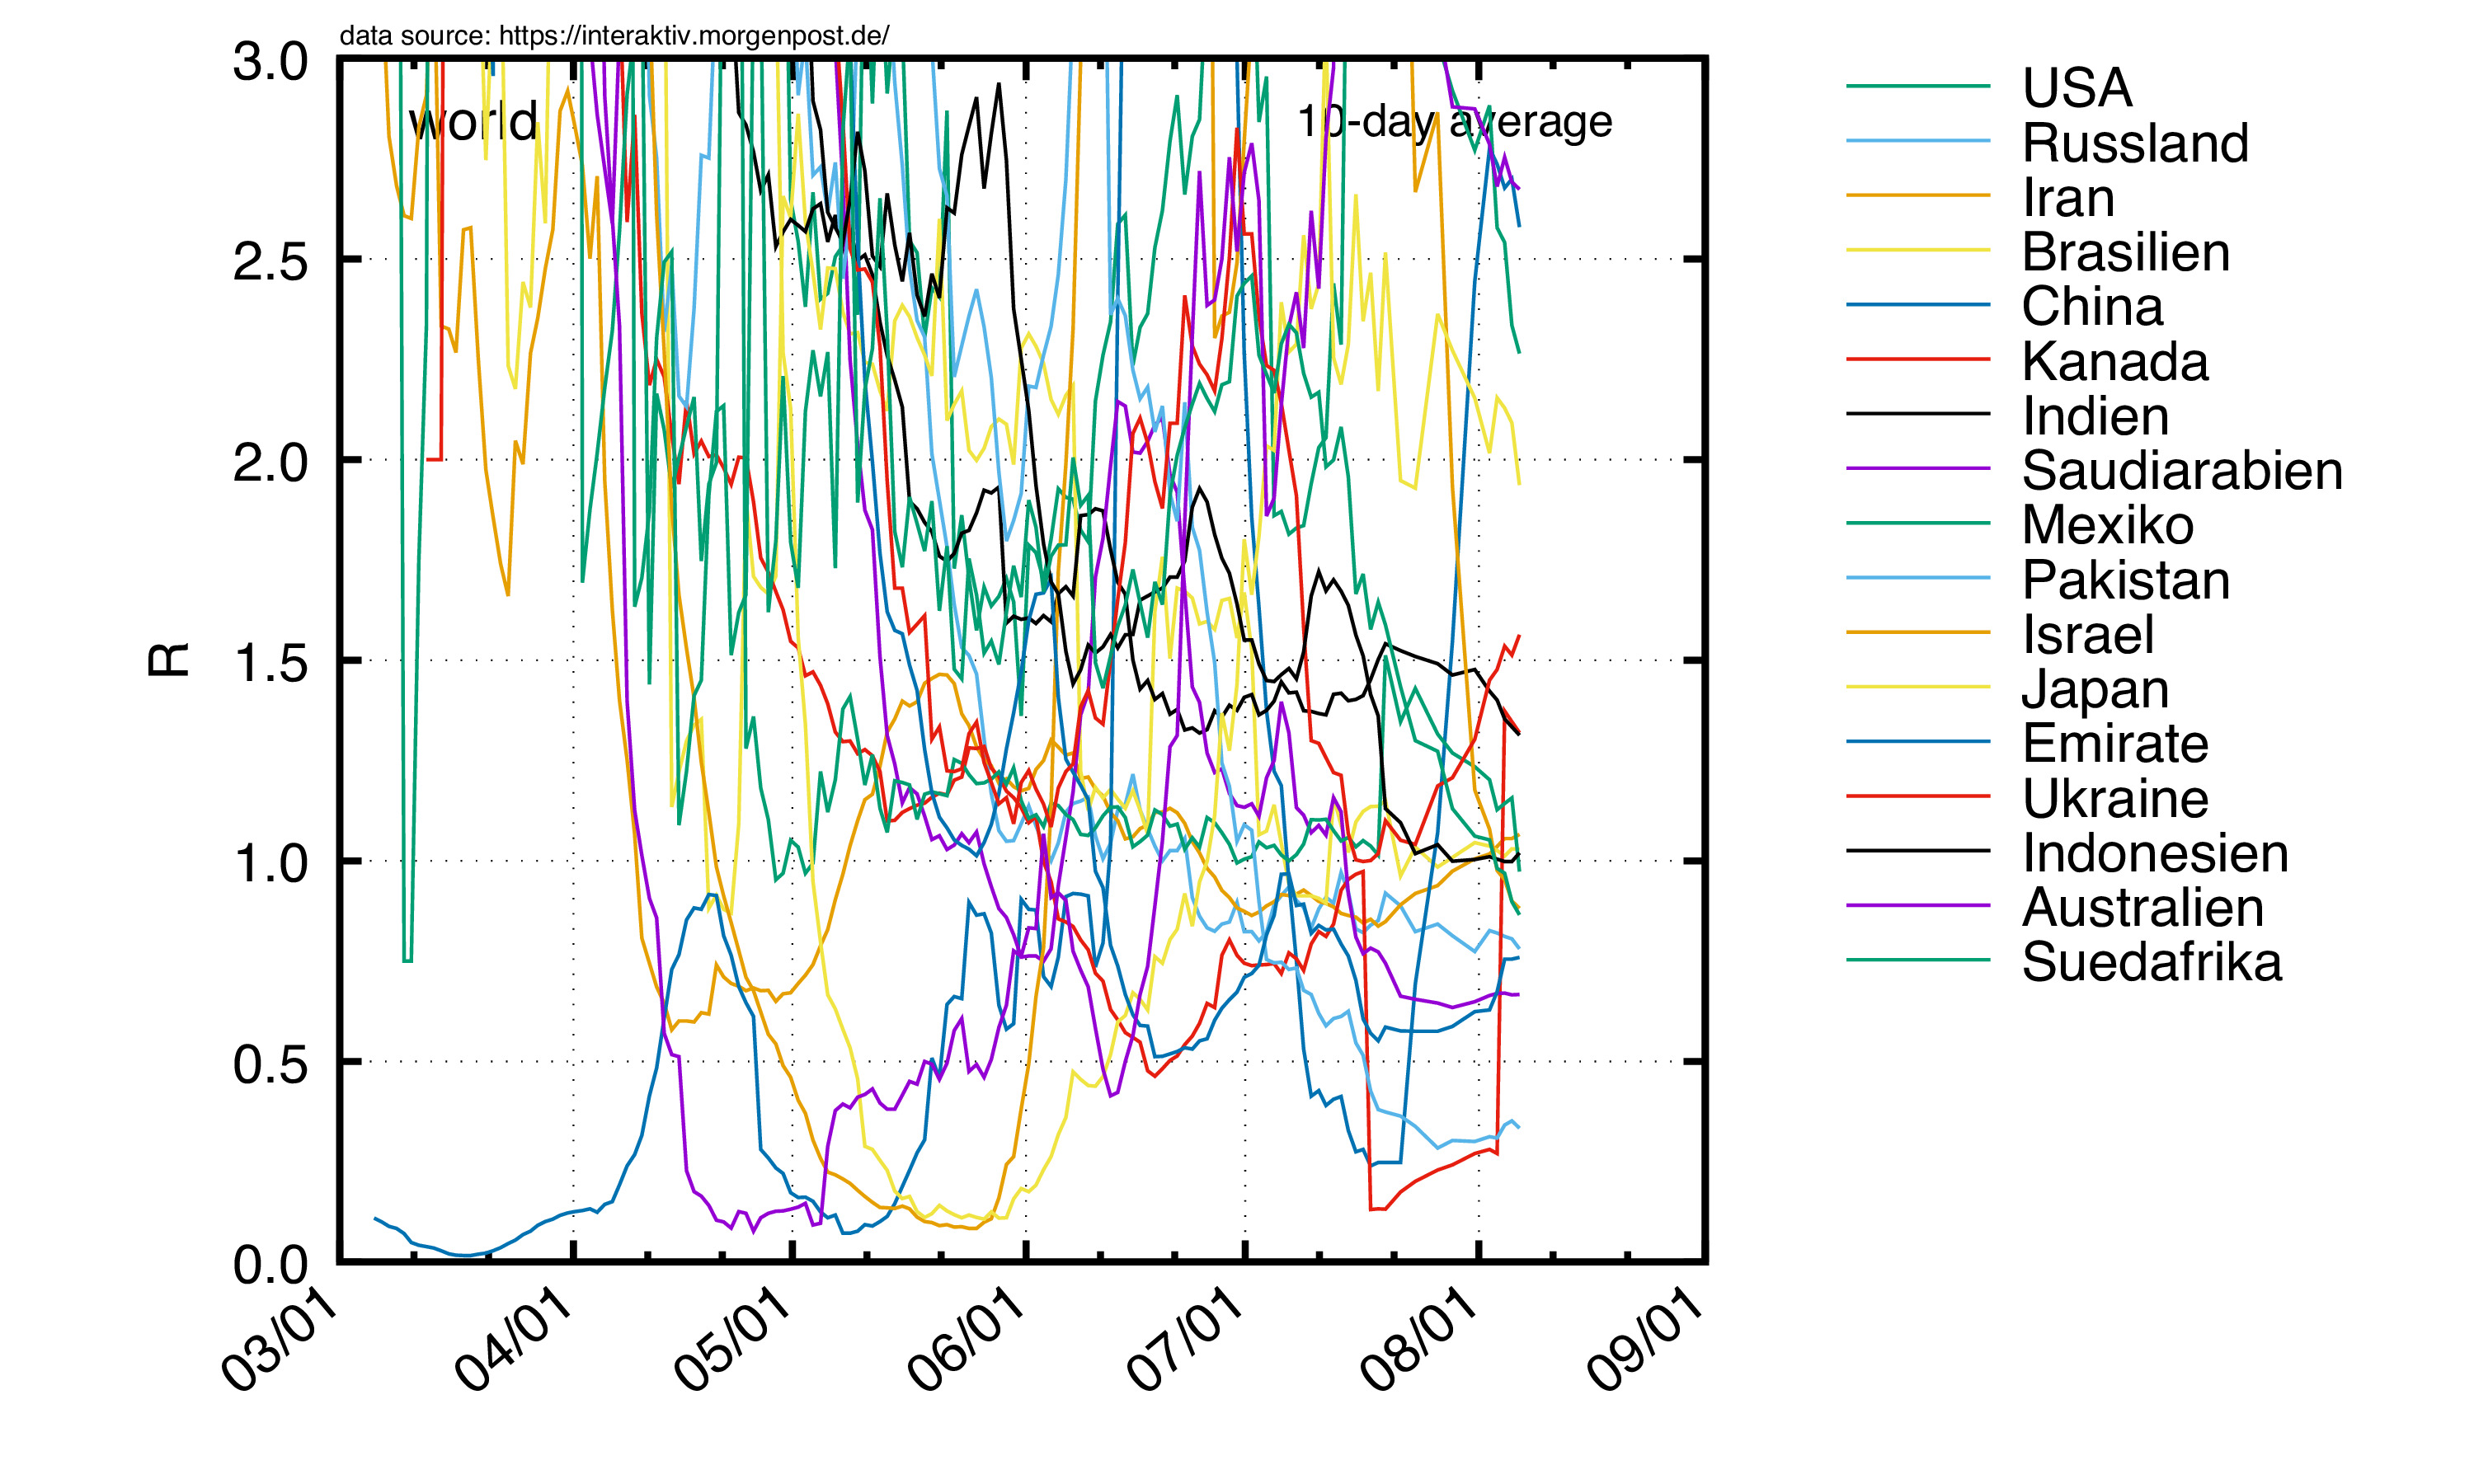 data source: https://interaktiv.morgenpost.de/
world
10-day average
3.0
2.5
2.0
1.5
1.0
0.5
0.0
R
03/01
04/01
05/01
06/01
07/01
08/01
09/01
USA
Russland
Iran
Brasilien
China
Kanada
Indien
Saudiarabien
Mexiko
Pakistan
Israel
Japan
Emirate
Ukraine
Indonesien
Australien
Suedafrika